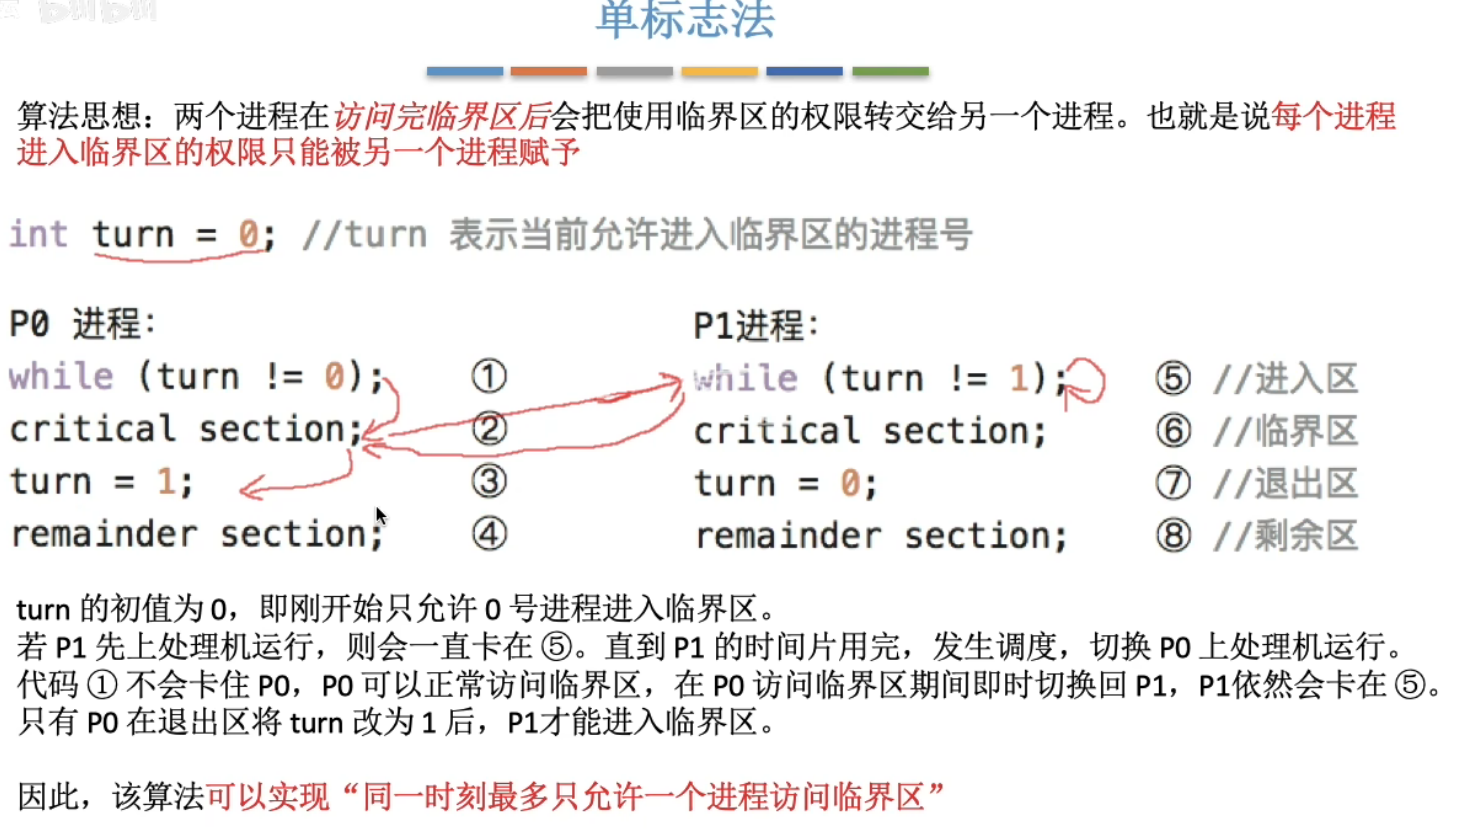 单标志法
算法思想：两个进程在访问完临界区后会把使用临界区的权限转交给另一个进程。也就是说每个进程
进入临界区的权限只能被另一个进程赋予
int turn = 0; //turn 表示当前允许进入临界区的进程号
P0 进程：
while (turn != 0); ①
critical section; ②
turn = 1; ③
remainder section; ④
P1进程：
while (turn != 1); ⑤ //进入区
critical section; ⑥ //临界区
turn = 0; ⑦ //退出区
remainder section; ⑧ //剩余区
turn 的初值为 0，即刚开始只允许 0 号进程进入临界区。
若 P1 先上处理机运行，则会一直卡在 ⑤。直到 P1 的时间片用完，发生调度，切换 P0 上处理机运行。
代码 ① 不会卡住 P0，P0 可以正常访问临界区，在 P0 访问临界区期间即时切换回 P1，P1依然会卡在 ⑤。
只有 P0 在退出区将 turn 改为 1 后，P1才能进入临界区。
因此，该算法可以实现“同一时刻最多只允许一个进程访问临界区”